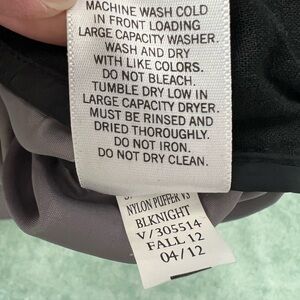 MACHINE WASH COLD
IN FRONT LOADING
LARGE CAPACITY WASHER.
WASH AND DRY
WITH LIKE COLORS.
DO NOT BLEACH.
TUMBLE DRY LOW IN
LARGE CAPACITY DRYER.
MUST BE RINSED AND
DRIED THOROUGHLY.
DO NOT IRON.
DO NOT DRY CLEAN.
NYLON PUFFER VS
BLKNIGHT
V/305514
FALL 12
04/12